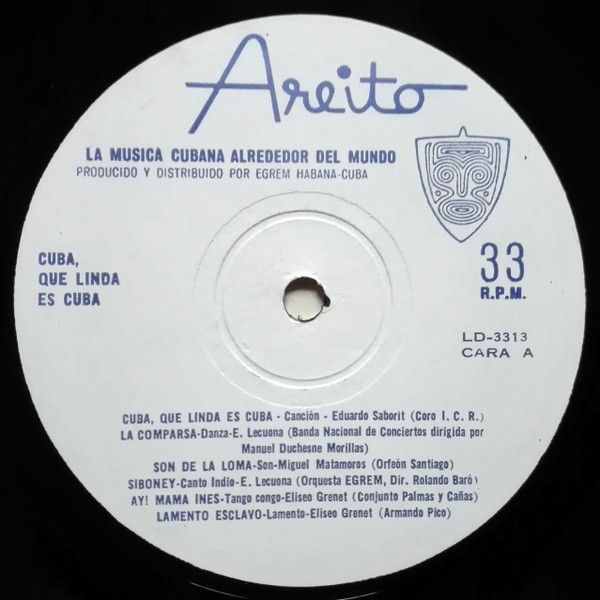 Areito
LA MUSICA CUBANA ALREDEDOR DEL MUNDO
PRODUCIDO Y DISTRIBUIDO POR EGREM HABANA-CUBA
CUBA,
QUE LINDA
ES CUBA
33
R.P.M.
LD-3313
CARA A
CUBA, QUE LINDA ES CUBA - Canción - Eduardo Saborit (Coro I. C. R.)
LA COMPARSA-Danza-E. Lecuona (Banda Nacional de Conciertos dirigida por
Manuel Duchesne Morillas)
SON DE LA LOMA-Son-Miguel Matamoros (Orfeón Santiago)
SIBONEY-Canto Indio-E. Lecuona (Orquesta EGREM, Dir. Rolando Baró)
AY! MAMA INES-Tango congo-Eliseo Grenet (Conjunto Palmas y Cañas)
LAMENTO ESCLAVO-Lamento-Eliseo Grenet (Armando Pico)